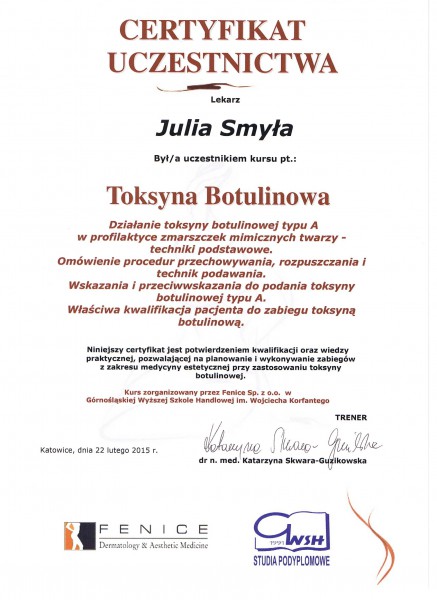 CERTYFIKAT
UCZESTNICTWA
Lekarz
Julia Smyła
Był/a uczestnikiem kursu pt.:
Toksyna Botulinowa
Działanie toksyny botulinowej typu A
w profilaktyce zmarszczek mimicznych twarzy -
techniki podstawowe.
Omówienie procedur przechowywania, rozpuszczania i
technik podawania.
Wskazania i przeciwwskazania do podania toksyny
botulinowej typu A.
Właściwa kwalifikacja pacjenta do zabiegu toksyną
botulinową.
Niniejszy certyfikat jest potwierdzeniem kwalifikacji oraz wiedzy
praktycznej, pozwalającej na planowanie i wykonywanie zabiegów
z zakresu medycyny estetycznej przy zastosowaniu toksyny
botulinowej.
Kurs zorganizowany przez Fenice Sp. z o.o. w
Górnośląskiej Wyższej Szkole Handlowej im. Wojciecha Korfantego
TRENER
Katarzyna Skwara-Guzikowska
Katowice, dnia 22 lutego 2015 r.
dr n. med. Katarzyna Skwara-Guzikowska
FENICE
Dermatology & Aesthetic Medicine
GWSH
1991
STUDIA PODYPLOMOWE